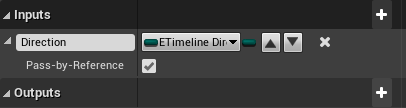 Inputs
Direction ETimeline Dir
Pass-by-Reference
Outputs